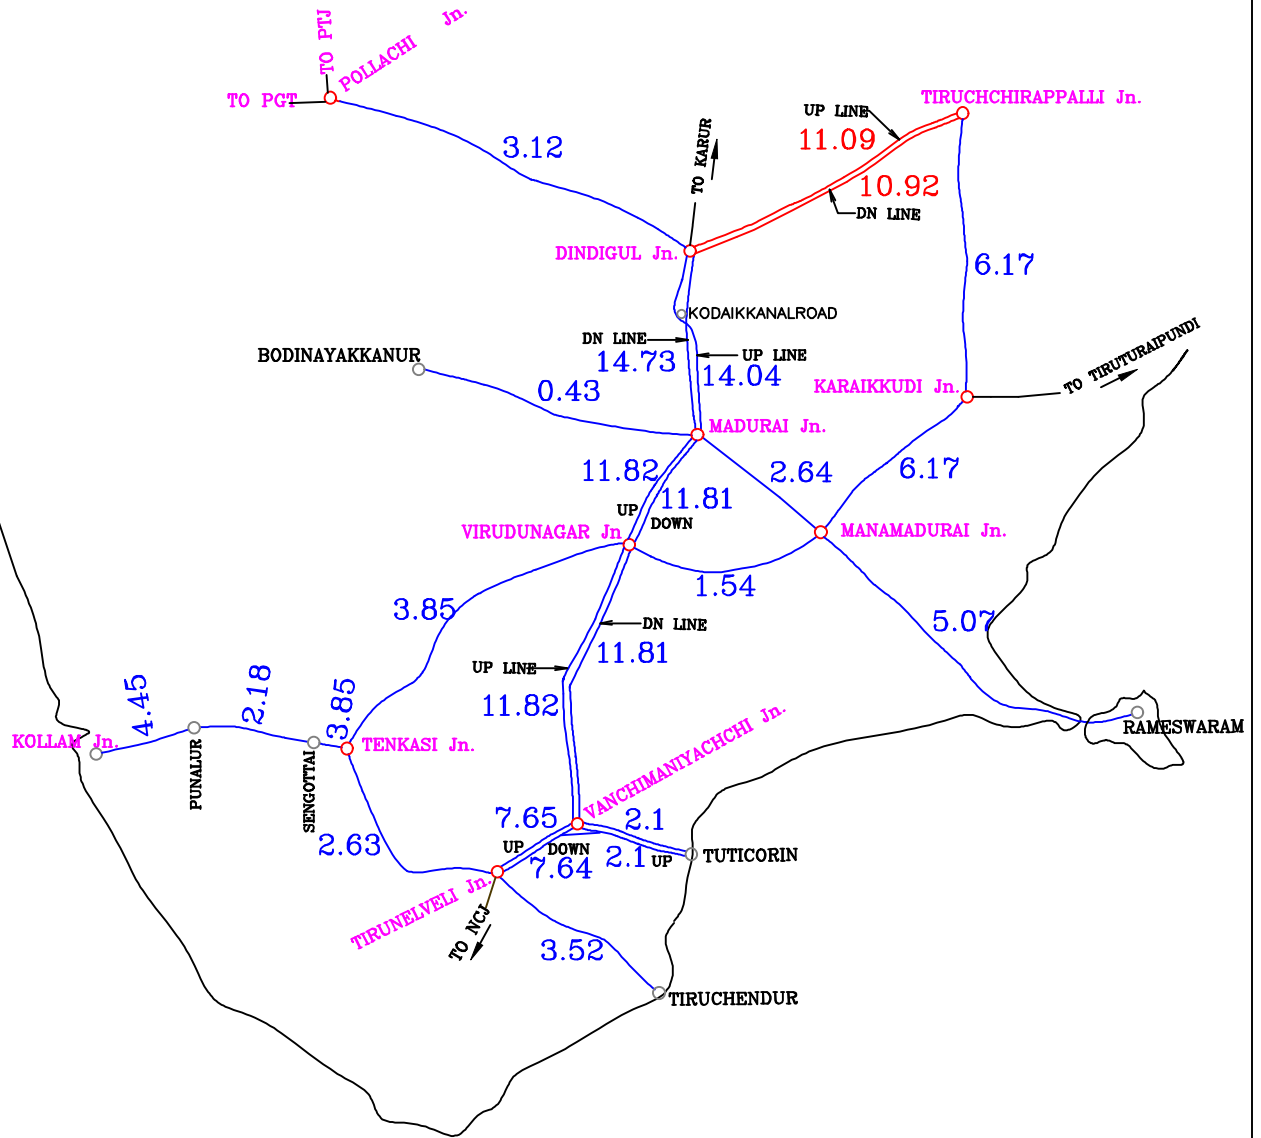 Jn.
TO PTJ
POLLACHI
TO PGT
TIRUCHCHIRAPPALLI Jn.
UP LINE
11.09
3.12
TO KARUR
10.92
DN LINE
DINDIGUL Jn.
6.17
KODAIKKANALROAD
DN LINE
UP LINE
TO TIRUTURAIPUNDI
BODINAYAKKANUR
14.73
14.04
0.43
KARAIKKUDI Jn.
MADURAI Jn.
11.82
2.64
6.17
11.81
UP
DOWN
VIRUDUNAGAR Jn
MANAMADURAI Jn.
1.54
3.85
5.07
DN LINE
11.81
UP LINE
4.45
2.18
3.85
11.82
KOLLAM Jn.
PUNALUR
SENGOTTAI
TENKASI Jn.
VANCHIMANIYACHCHI Jn.
RAMESWARAM
7.65
2.1
2.63
UP
DOWN
7.64
2.1
UP
TUTICORIN
TIRUNELVELI Jn.
TO NCJ
3.52
TIRUCHENDUR